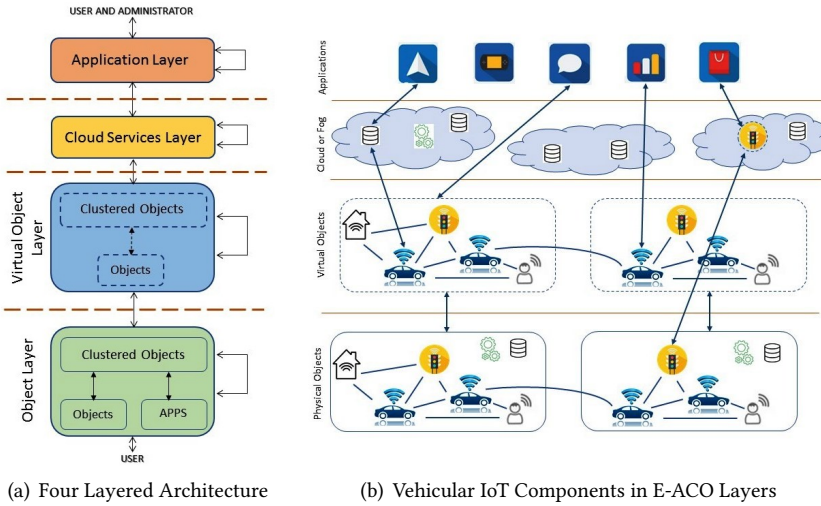 USER AND ADMINISTRATOR
Application Layer
Cloud Services Layer
Virtual Object
Layer
Clustered Objects
Objects
Object Layer
Clustered Objects
Objects
APPS
USER
(a) Four Layered Architecture
Applications
Cloud or Fog
Virtual Objects
Physical Objects
(b) Vehicular IoT Components in E-ACO Layers